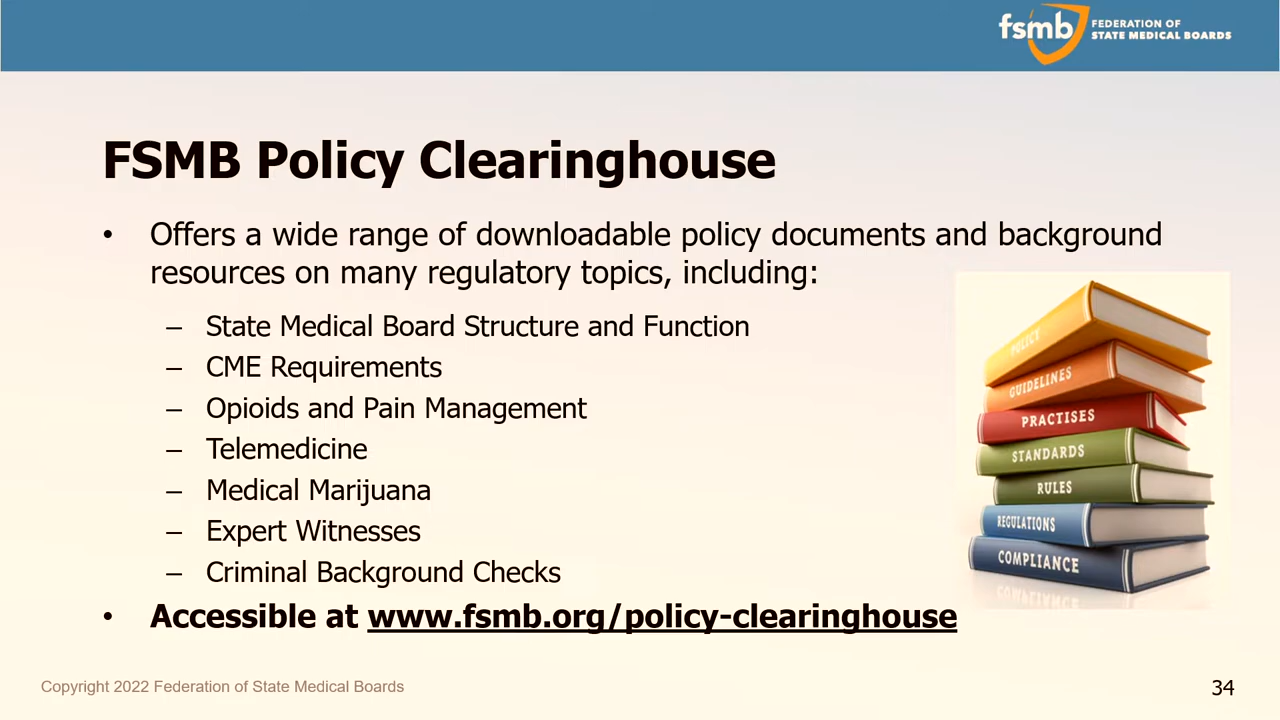 fsmb FEDERATION OF
STATE MEDICAL BOARDS
FSMB Policy Clearinghouse
• Offers a wide range of downloadable policy documents and background
resources on many regulatory topics, including:
– State Medical Board Structure and Function
– CME Requirements
– Opioids and Pain Management
– Telemedicine
– Medical Marijuana
– Expert Witnesses
– Criminal Background Checks
• Accessible at www.fsmb.org/policy-clearinghouse
POLICY
GUIDELINES
PRACTISES
STANDARDS
RULES
REGULATIONS
COMPLIANCE
Copyright 2022 Federation of State Medical Boards
34